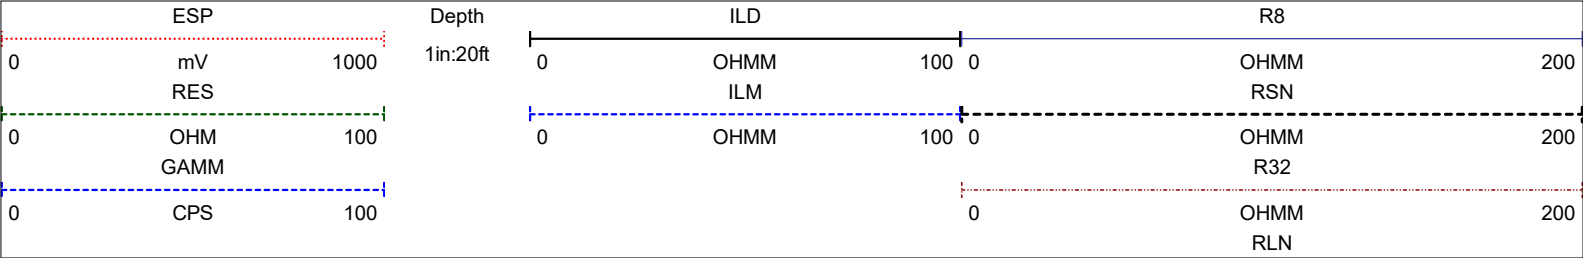 ESP Depth ILD R8
1in:20ft
0 mV 1000 0 OHMM 100 0 OHMM 200
RES ILM RSN
0 OHM 100 0 OHMM 100 0 OHMM 200
GAMM R32
0 CPS 100 0 OHMM 200
RLN